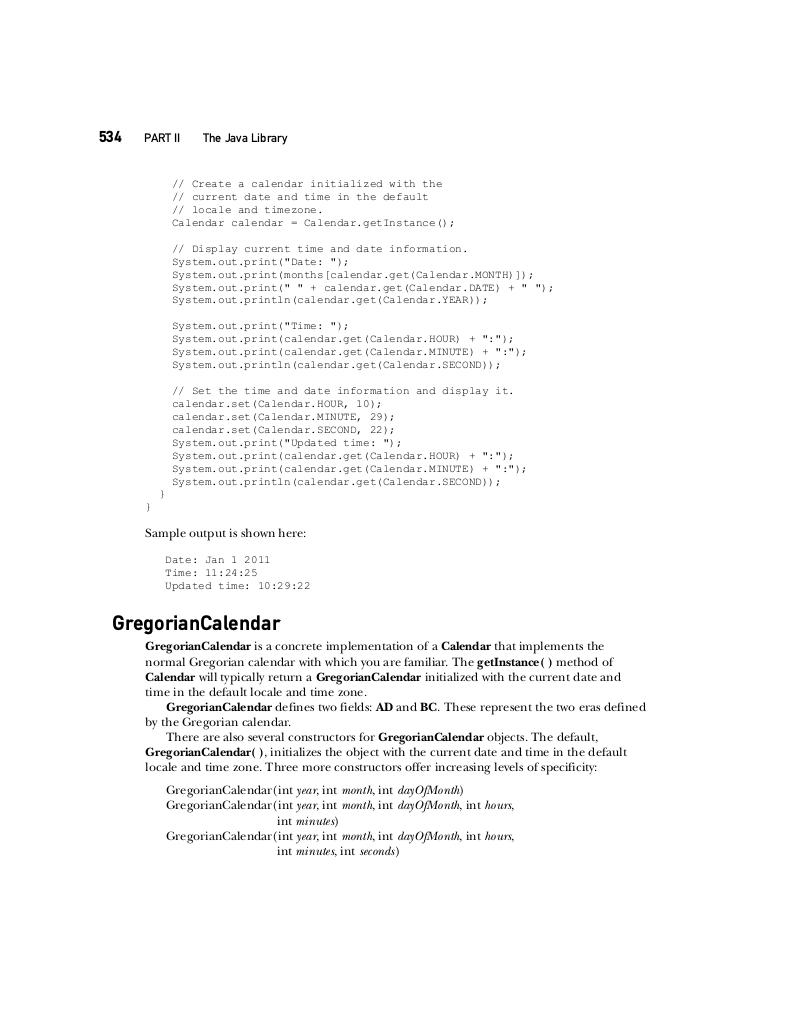 534 PART II The Java Library
// Create a calendar initialized with the
// current date and time in the default
// locale and timezone.
Calendar calendar = Calendar.getInstance();
// Display current time and date information.
System.out.print("Date: ");
System.out.print(months[calendar.get(Calendar.MONTH)]);
System.out.print(" " + calendar.get(Calendar.DATE) + " ");
System.out.println(calendar.get(Calendar.YEAR));
System.out.print("Time: ");
System.out.print(calendar.get(Calendar.HOUR) + ":");
System.out.print(calendar.get(Calendar.MINUTE) + ":");
System.out.println(calendar.get(Calendar.SECOND));
// Set the time and date information and display it.
calendar.set(Calendar.HOUR, 10);
calendar.set(Calendar.MINUTE, 29);
calendar.set(Calendar.SECOND, 22);
System.out.print("Updated time: ");
System.out.print(calendar.get(Calendar.HOUR) + ":");
System.out.print(calendar.get(Calendar.MINUTE) + ":");
System.out.println(calendar.get(Calendar.SECOND));
}
}
Sample output is shown here:
Date: Jan 1 2011
Time: 11:24:25
Updated time: 10:29:22
GregorianCalendar
GregorianCalendar is a concrete implementation of a Calendar that implements the
normal Gregorian calendar with which you are familiar. The getInstance( ) method of
Calendar will typically return a GregorianCalendar initialized with the current date and
time in the default locale and time zone.
GregorianCalendar defines two fields: AD and BC. These represent the two eras defined
by the Gregorian calendar.
There are also several constructors for GregorianCalendar objects. The default,
GregorianCalendar( ), initializes the object with the current date and time in the default
locale and time zone. Three more constructors offer increasing levels of specificity:
GregorianCalendar(int year, int month, int dayOfMonth)
GregorianCalendar(int year, int month, int dayOfMonth, int hours,
int minutes)
GregorianCalendar(int year, int month, int dayOfMonth, int hours,
int minutes, int seconds)